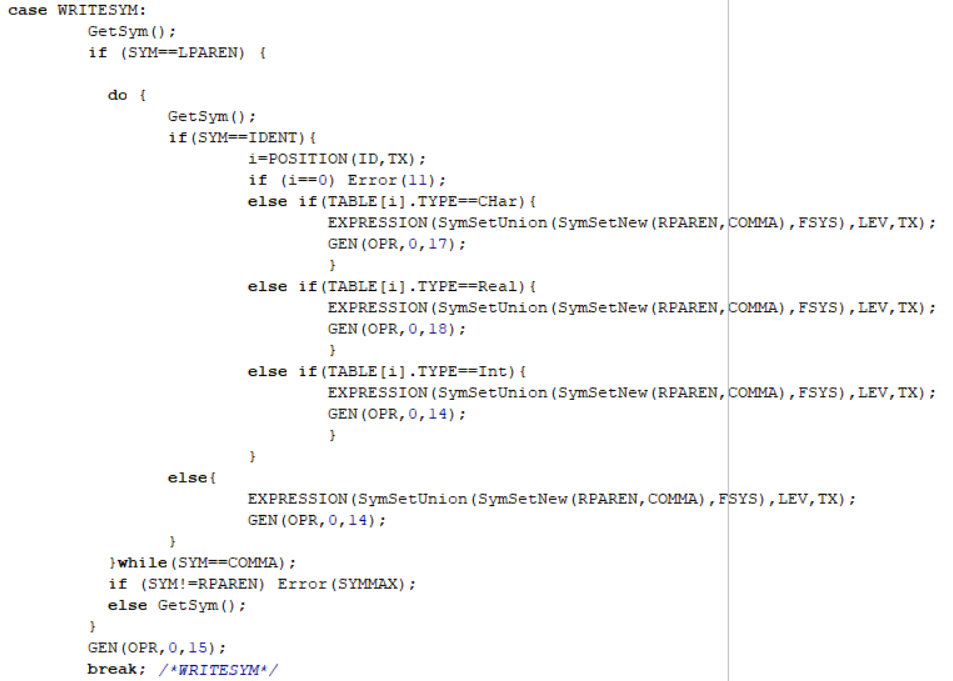 case WRITESYM:
GetSym();
if (SYM==LPAREN) {
do {
GetSym();
if(SYM==IDENT){
i=POSITION(ID,TX);
if (i==0) Error(11);
else if(TABLE[i].TYPE==CHar){
EXPRESSION(SymSetUnion(SymSetNew(RPAREN,COMMA),FSYS),LEV,TX);
GEN(OPR,0,17);
}
else if(TABLE[i].TYPE==Real){
EXPRESSION(SymSetUnion(SymSetNew(RPAREN,COMMA),FSYS),LEV,TX);
GEN(OPR,0,18);
}
else if(TABLE[i].TYPE==Int){
EXPRESSION(SymSetUnion(SymSetNew(RPAREN,COMMA),FSYS),LEV,TX);
GEN(OPR,0,14);
}
}
else{
EXPRESSION(SymSetUnion(SymSetNew(RPAREN,COMMA),FSYS),LEV,TX);
GEN(OPR,0,14);
}
}while(SYM==COMMA);
if (SYM!=RPAREN) Error(SYMMAX);
else GetSym();
}
GEN(OPR,0,15);
break; /*WRITESYM*/